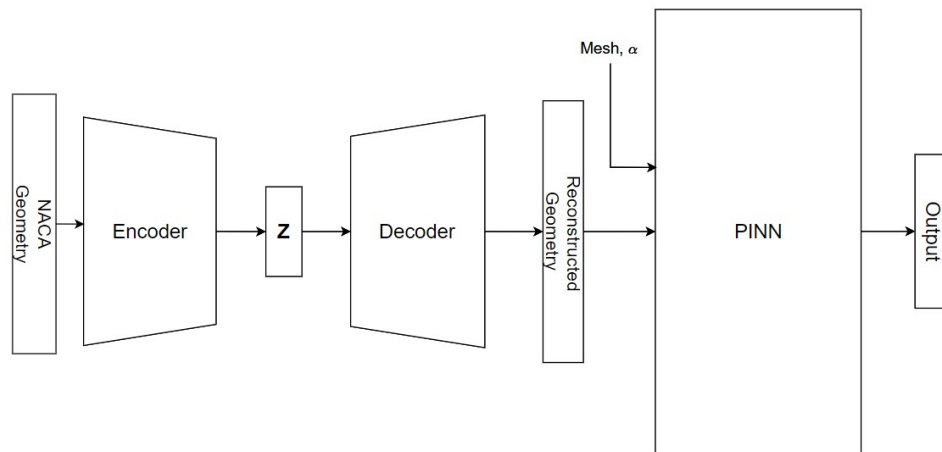 Mesh, α
NACA
Geometry
Encoder
Z
Decoder
Reconstructed
Geometry
PINN
Output